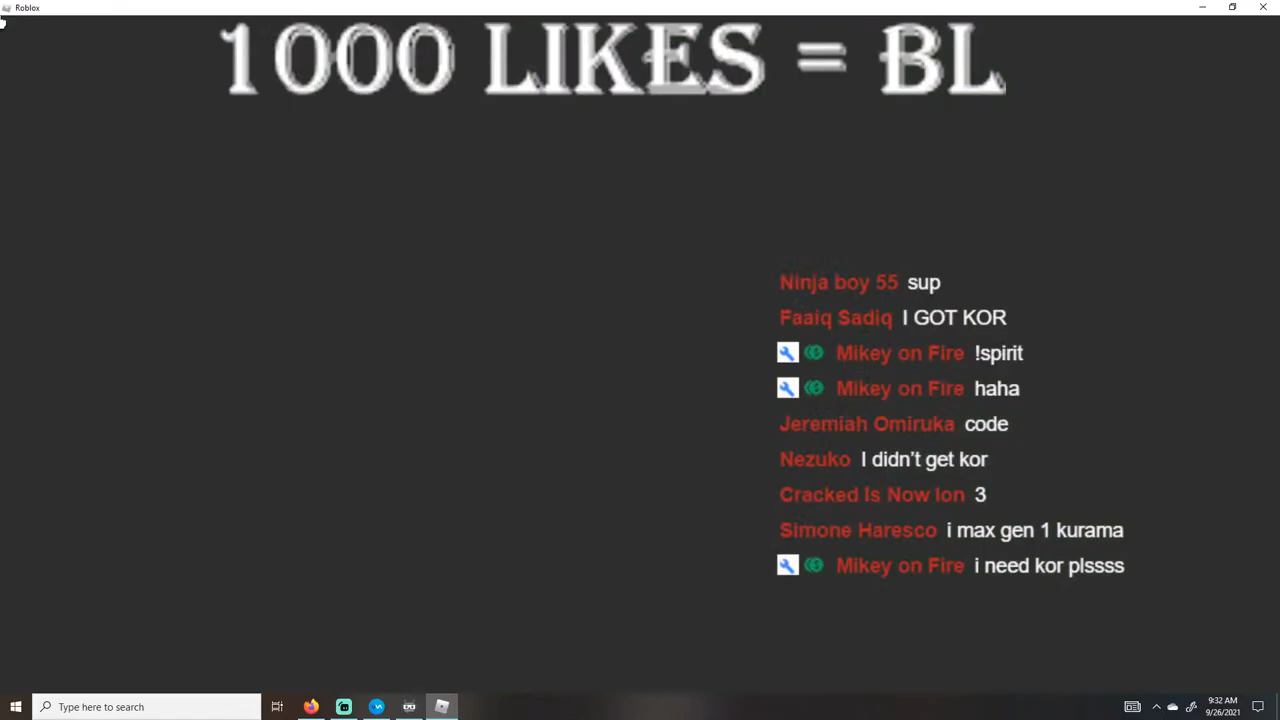 Roblox
1000 LIKES = BL
Ninja boy 55 sup
Faaiq Sadiq I GOT KOR
Mikey on Fire !spirit
Mikey on Fire haha
Jeremiah Omiruka code
Nezuko I didn't get kor
Cracked Is Now Ion 3
Simone Haresco i max gen 1 kurama
Mikey on Fire i need kor plssss
Type here to search
9:32 AM
9/26/2021